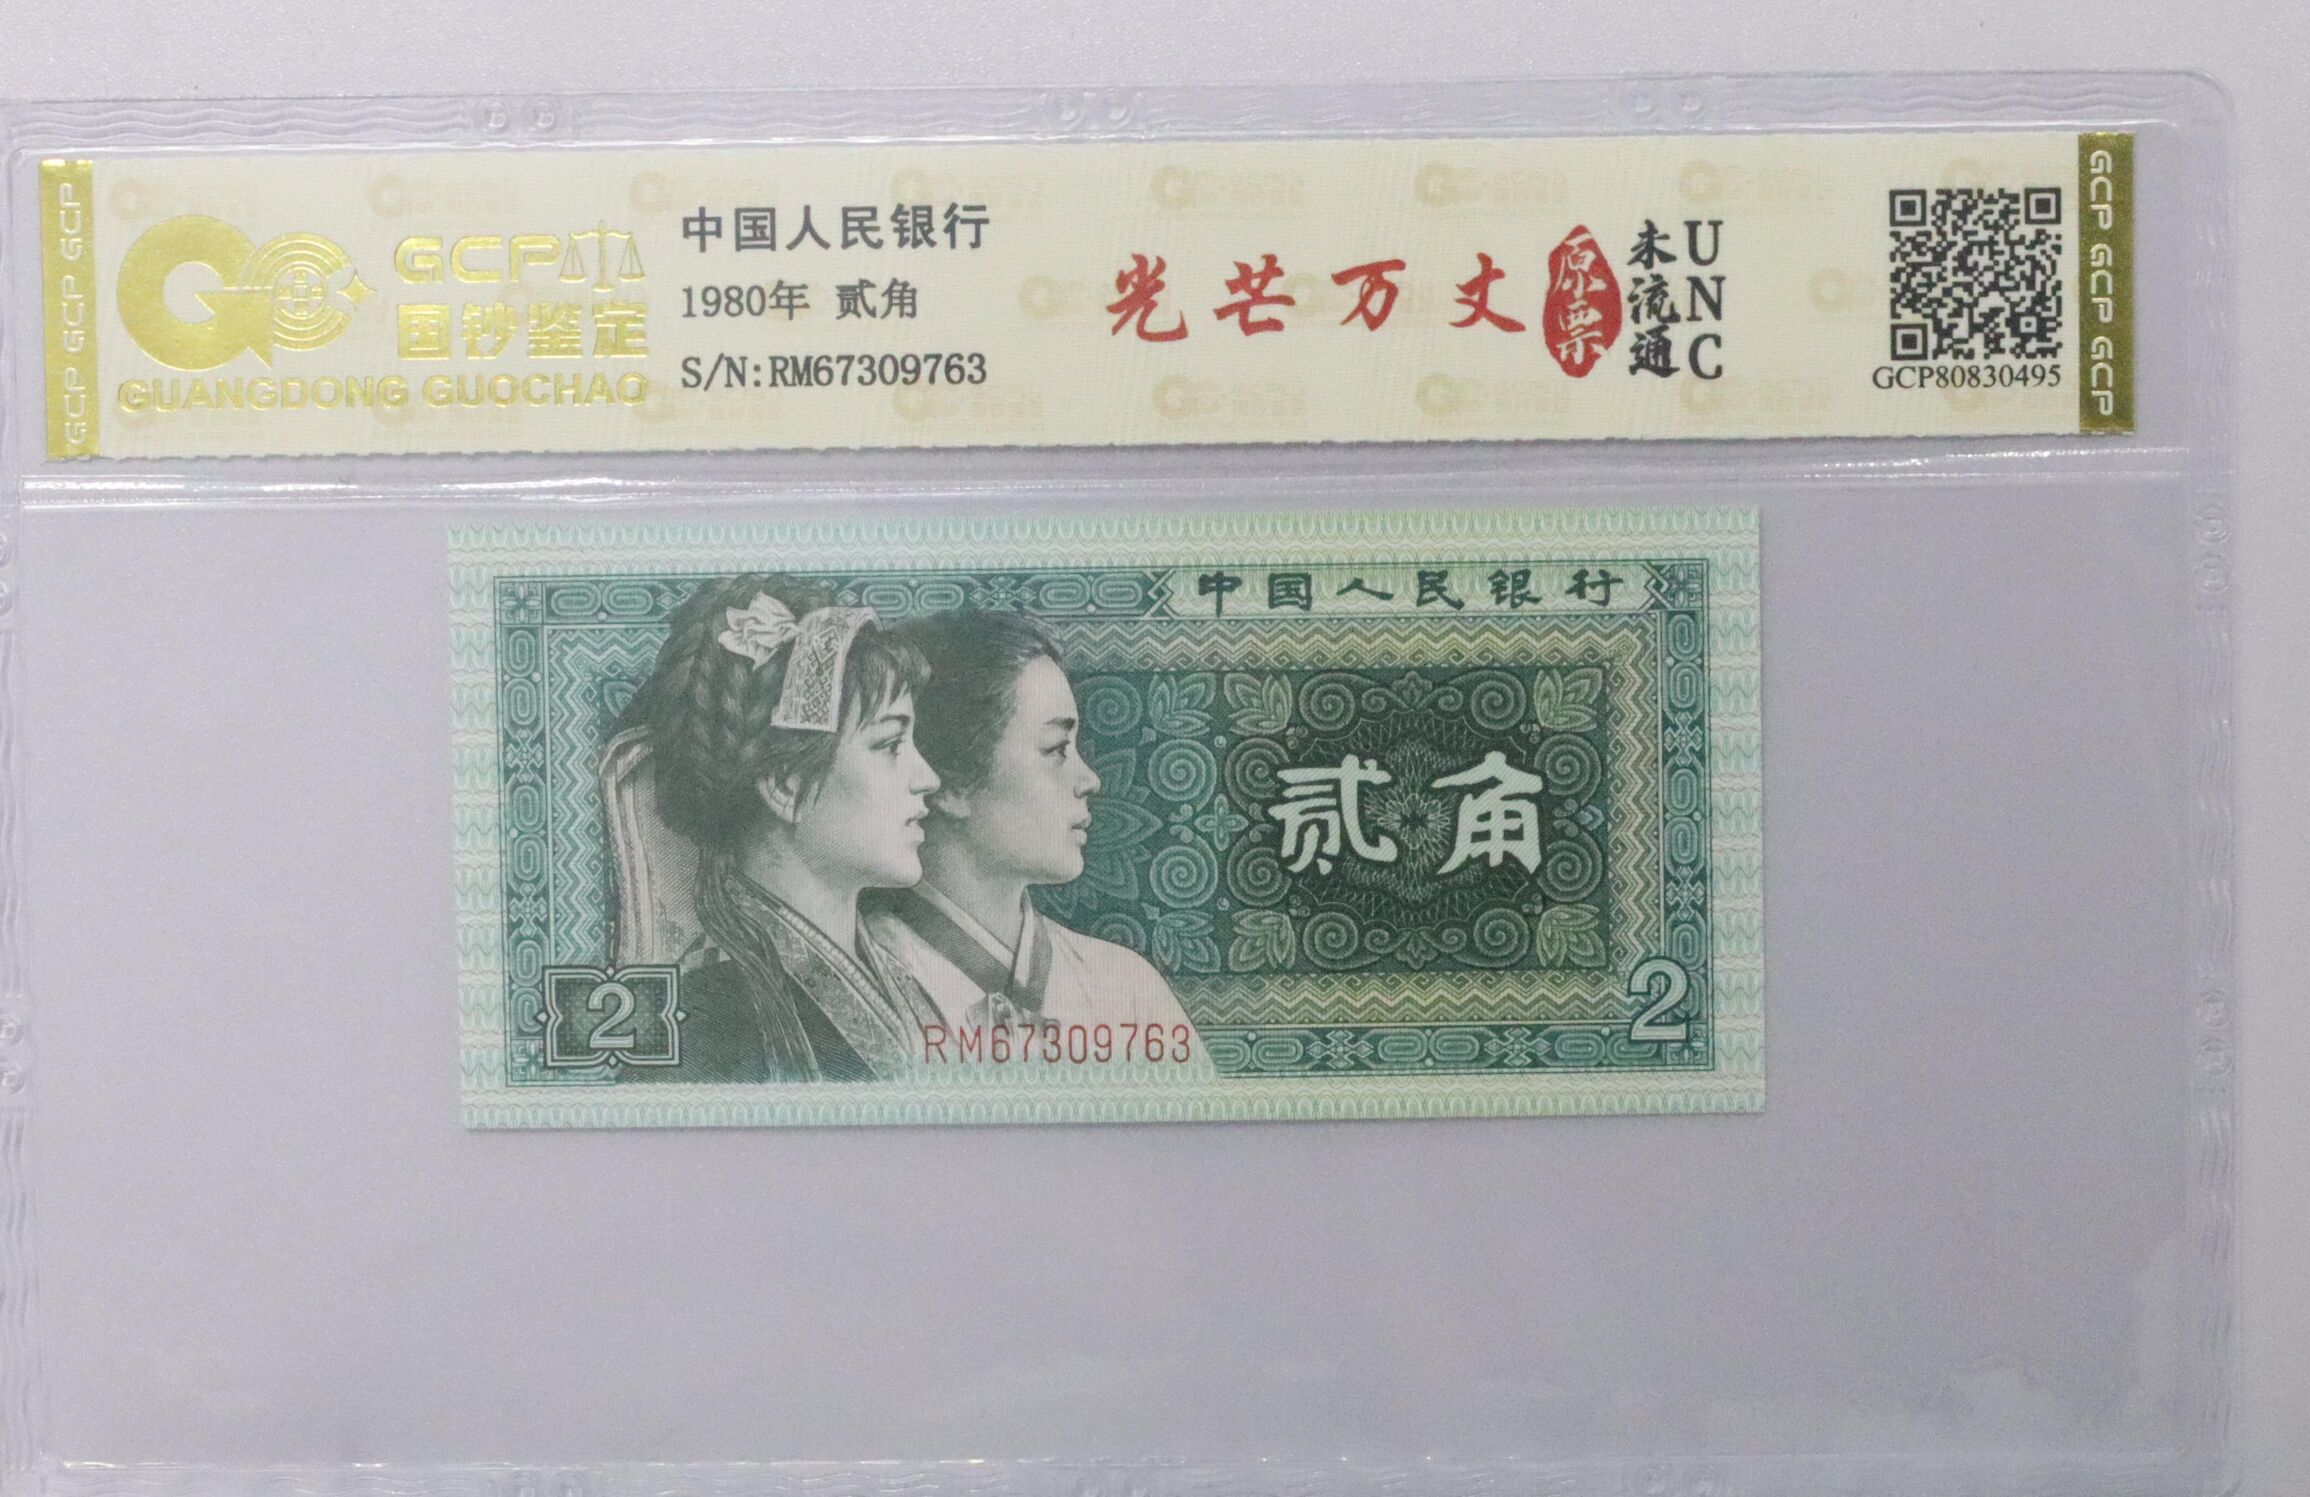 GCP GCP GCP
GCP
国钞鉴定
GUANGDONG GUOCHAO
中国人民银行
1980年 贰角
S/N:RM67309763
光芒万丈
原票
未流通
UNC
GCP80830495
GCP GCP GCP
中国人民银行
贰角
2
2
RM67309763